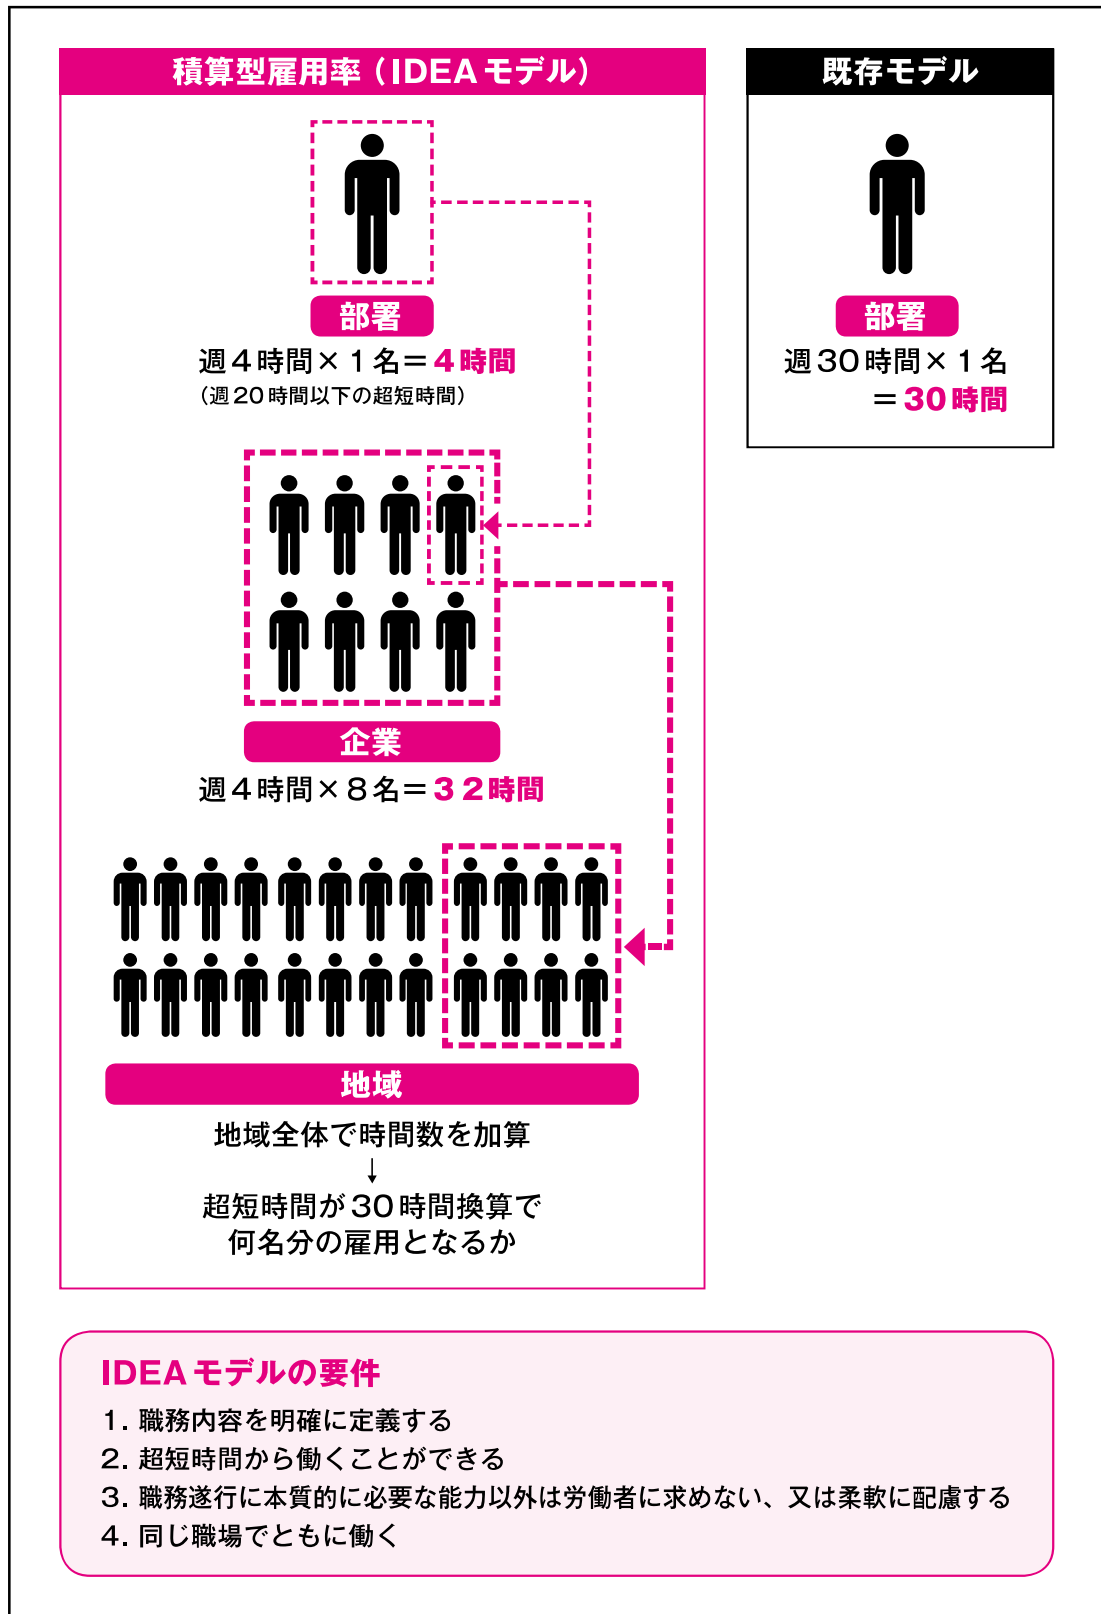 積算型雇用率（IDEAモデル）
部署
週4時間×1名＝4時間
（週20時間以下の超短時間）
企業
週4時間×8名＝32時間
地域
地域全体で時間数を加算
↓
超短時間が30時間換算で
何名分の雇用となるか
既存モデル
部署
週30時間×1名
＝30時間
IDEAモデルの要件
1. 職務内容を明確に定義する
2. 超短時間から働くことができる
3. 職務遂行に本質的に必要な能力以外は労働者に求めない、又は柔軟に配慮する
4. 同じ職場でともに働く